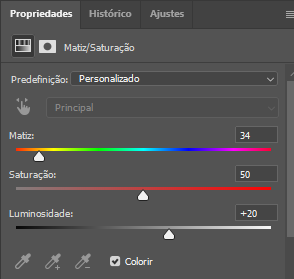 Propriedades Histórico Ajustes
Matiz/Saturação
Predefinição: Personalizado
Principal
Matiz: 34
Saturação: 50
Luminosidade: +20
Colorir